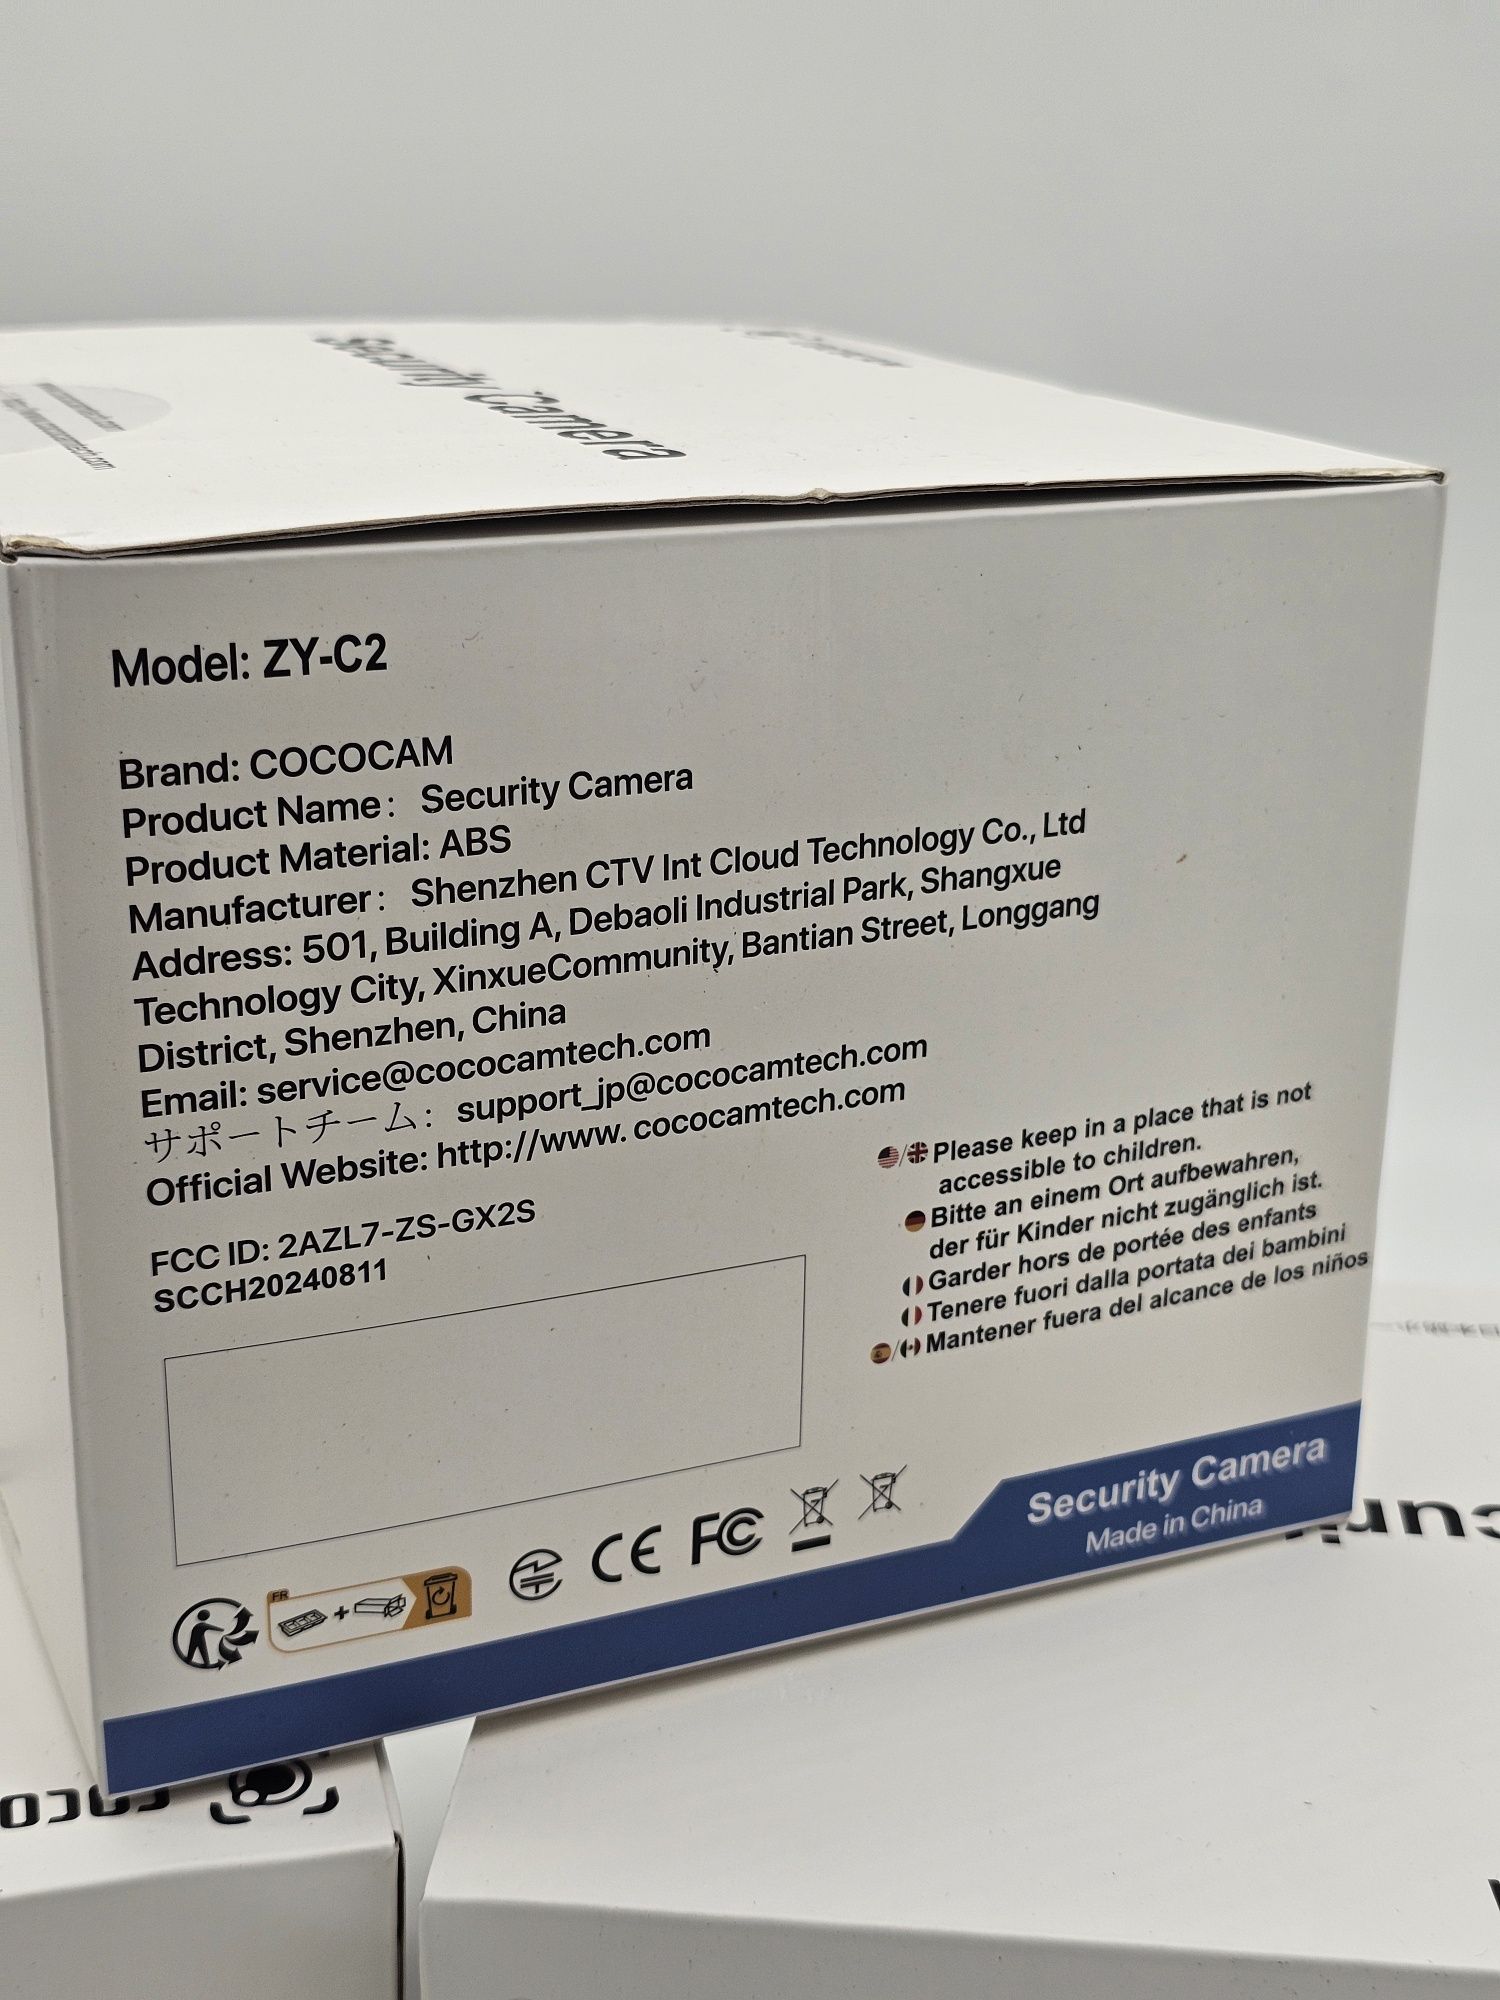 Security Camera
Model: ZY-C2
Brand: COCOCAM
Product Name： Security Camera
Product Material: ABS
Manufacturer： Shenzhen CTV Int Cloud Technology Co., Ltd
Address: 501, Building A, Debaoli Industrial Park, Shangxue
Technology City, XinxueCommunity, Bantian Street, Longgang
District, Shenzhen, China
Email: service@cococamtech.com
サポートチーム： support_jp@cococamtech.com
Official Website: http://www. cococamtech.com
FCC ID: 2AZL7-ZS-GX2S
SCCH20240811
Please keep in a place that is not
accessible to children.
Bitte an einem Ort aufbewahren,
der für Kinder nicht zugänglich ist.
Garder hors de portée des enfants
Tenere fuori dalla portata dei bambini
Mantener fuera del alcance de los niños
FR
CE FC
Security Camera
Made in China